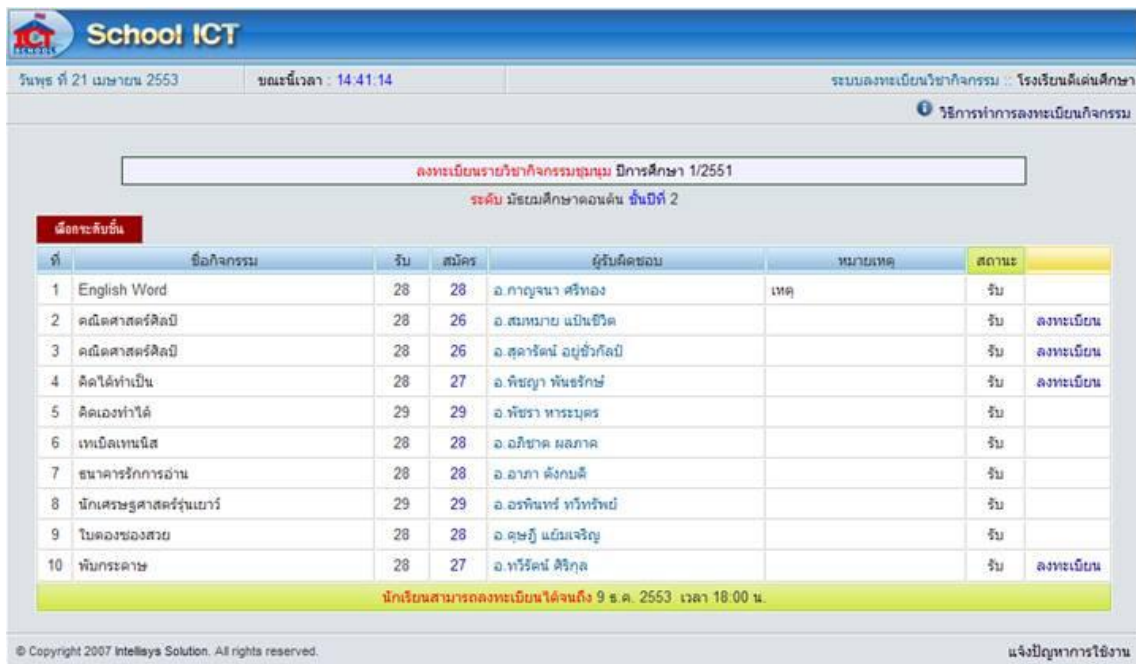 ICT
SCHOOLS
School ICT
วันพุธ ที่ 21 เมษายน 2553 ขณะนี้เวลา : 14:41:14 ระบบลงทะเบียนวิชากิจกรรม :: โรงเรียนดีเด่นศึกษา
วิธีการทำการลงทะเบียนกิจกรรม
ลงทะเบียนรายวิชากิจกรรมชุมนุม ปีการศึกษา 1/2551
ระดับ มัธยมศึกษาตอนต้น ชั้นปีที่ 2
เลือกระดับชั้น
ที่ ชื่อกิจกรรม รับ สมัคร ผู้รับผิดชอบ หมายเหตุ สถานะ
1 English Word 28 28 อ.กาญจนา ศรีทอง เหตุ รับ
2 คณิตศาสตร์ศิลป์ 28 26 อ.สมหมาย แป้นชีวิต รับ ลงทะเบียน
3 คณิตศาสตร์ศิลป์ 28 26 อ.สุดารัตน์ อยู่ชั่วกัลป์ รับ ลงทะเบียน
4 คิดได้ทำเป็น 28 27 อ.พิชญา พันธรักษ์ รับ ลงทะเบียน
5 คิดเองทำได้ 29 29 อ.พัชรา หาระบุตร รับ
6 เทเบิลเทนนิส 28 28 อ.อภิชาต ผลภาค รับ
7 ธนาคารรักการอ่าน 28 28 อ.อาภา ดังกบดี รับ
8 นักเศรษฐศาสตร์รุ่นเยาว์ 29 29 อ.อรพินทร์ ทวีทรัพย์ รับ
9 ใบตองซองสวย 28 28 อ.ดุษฎี แย้มเจริญ รับ
10 พับกระดาษ 28 27 อ.ทวีรัตน์ ศิริกุล รับ ลงทะเบียน
นักเรียนสามารถลงทะเบียนได้จนถึง 9 ธ.ค. 2553 เวลา 18:00 น.
© Copyright 2007 Intellisys Solution. All rights reserved. แจ้งปัญหาการใช้งาน